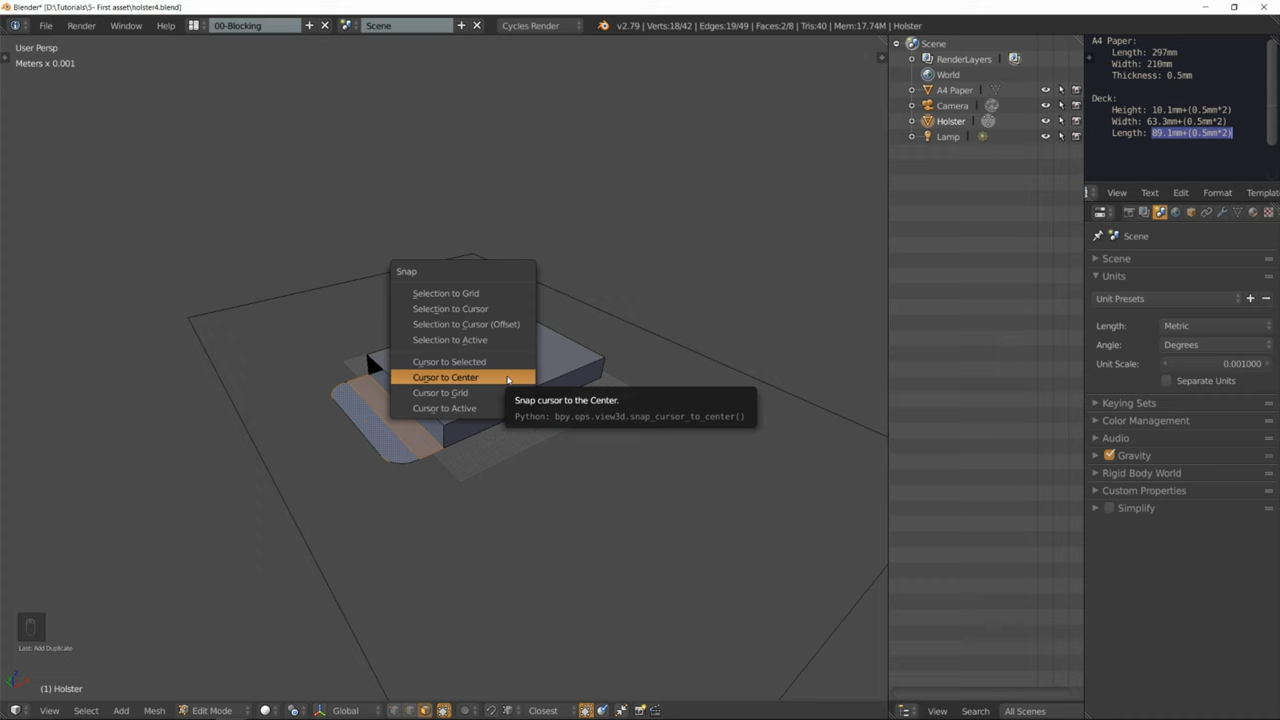 Blender* [D:\Tutorials\5- First asset\holster4.blend]
File Render Window Help 00-Blocking Scene Cycles Render v2.79 | Verts:18/42 | Edges:19/49 | Faces:2/8 | Tris:40 | Mem:17.74M | Holster
User Persp
Meters x 0.001
Snap
Selection to Grid
Selection to Cursor
Selection to Cursor (Offset)
Selection to Active
Cursor to Selected
Cursor to Center
Cursor to Grid
Cursor to Active
Snap cursor to the Center.
Python: bpy.ops.view3d.snap_cursor_to_center()
Last: Add Duplicate
(1) Holster
View Select Add Mesh Edit Mode Global Closest
Scene
RenderLayers
World
A4 Paper
Camera
Holster
Lamp
View Search All Scenes
A4 Paper:
Length: 297mm
Width: 210mm
Thickness: 0.5mm
Deck:
Height: 10.1mm+(0.5mm*2)
Width: 63.3mm+(0.5mm*2)
Length: 89.1mm+(0.5mm*2)
View Text Edit Format Templat
Scene
Scene
Units
Unit Presets
Length: Metric
Angle: Degrees
Unit Scale: 0.001000
Separate Units
Keying Sets
Color Management
Audio
Gravity
Rigid Body World
Custom Properties
Simplify